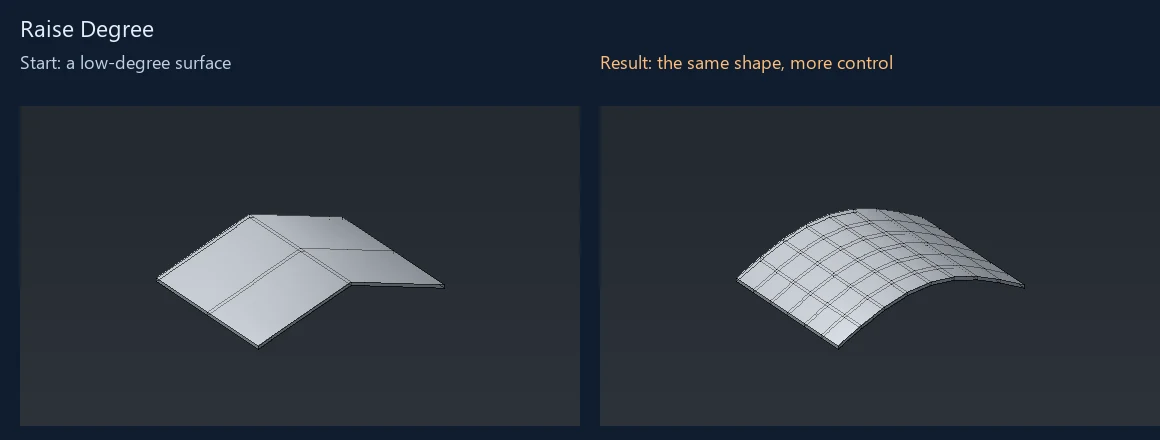 Raise Degree
Start: a low-degree surface
Result: the same shape, more control